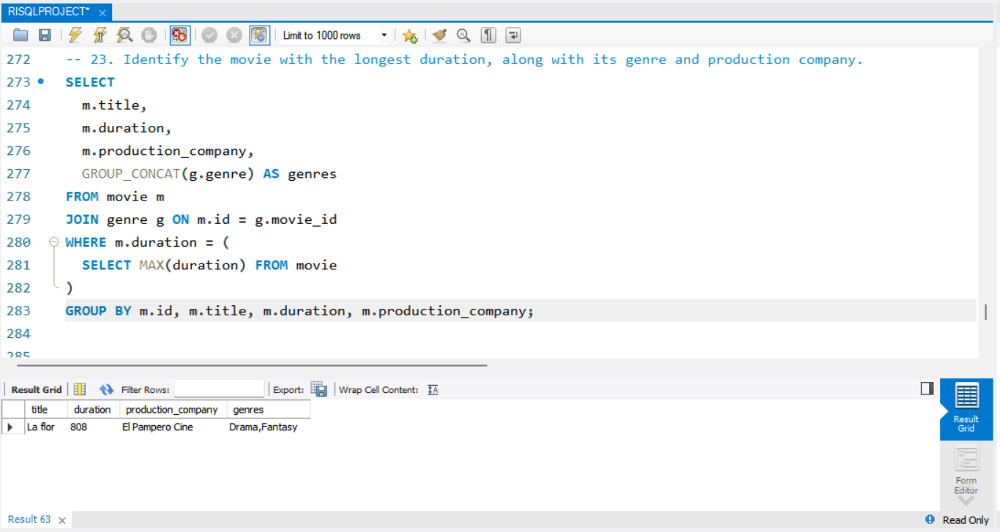 RISQLPROJECT* ×
Limit to 1000 rows
272 -- 23. Identify the movie with the longest duration, along with its genre and production company.
273 SELECT
274 m.title,
275 m.duration,
276 m.production_company,
277 GROUP_CONCAT(g.genre) AS genres
278 FROM movie m
279 JOIN genre g ON m.id = g.movie_id
280 WHERE m.duration = (
281 SELECT MAX(duration) FROM movie
282 )
283 GROUP BY m.id, m.title, m.duration, m.production_company;
284
285
Result Grid Filter Rows: Export: Wrap Cell Content:
title duration production_company genres
La flor 808 El Pampero Cine Drama,Fantasy
Result
Grid
Form
Editor
Result 63 × Read Only